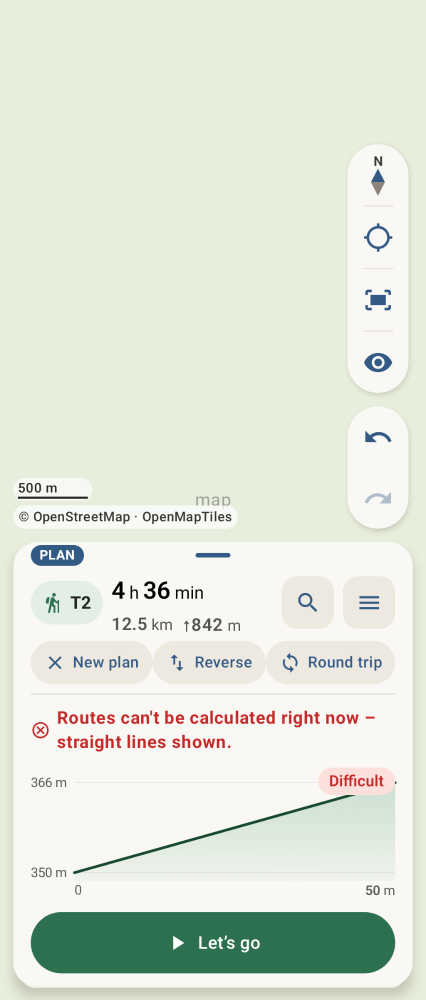 N
500 m
map
© OpenStreetMap · OpenMapTiles
PLAN
T2
4 h 36 min
12.5 km ↑842 m
New plan
Reverse
Round trip
Routes can't be calculated right now –
straight lines shown.
366 m
Difficult
350 m
0
50 m
Let’s go